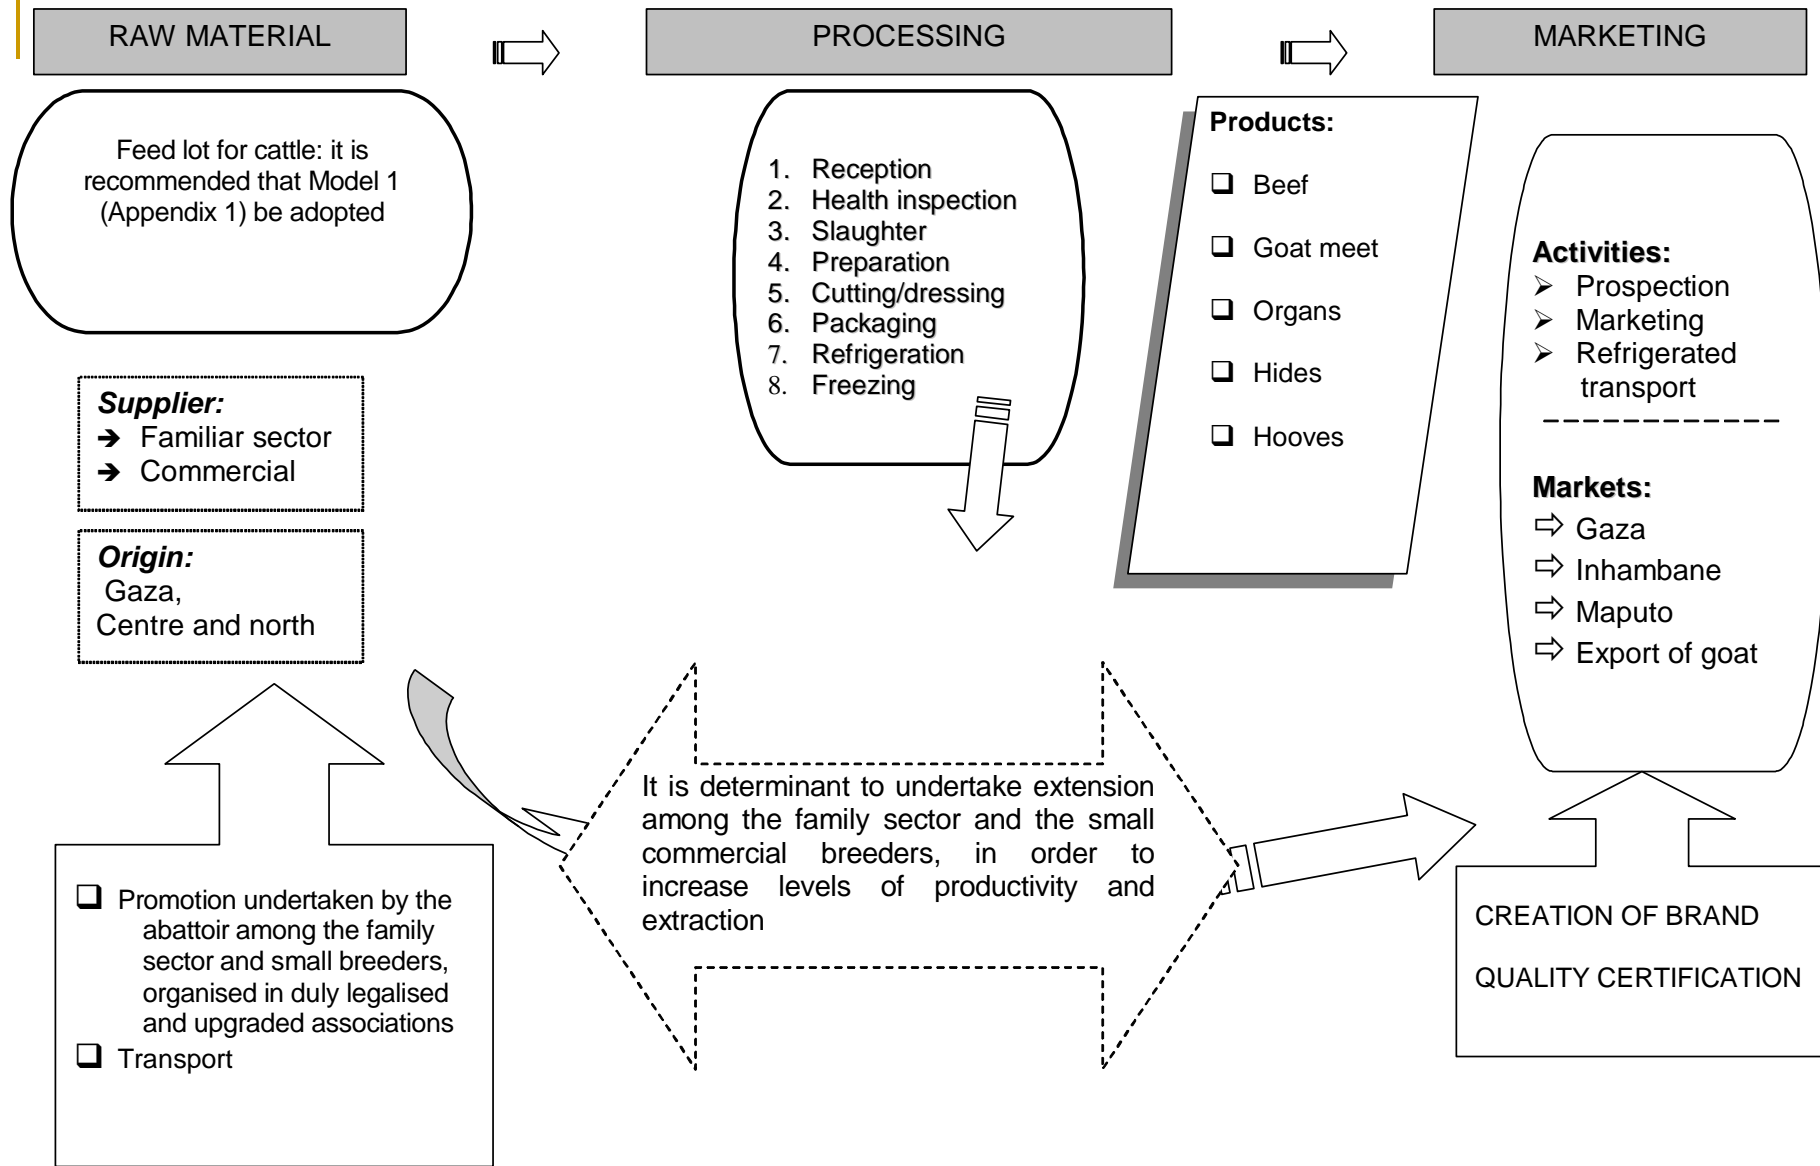 RAW MATERIAL
PROCESSING
MARKETING
Feed lot for cattle: it is
recommended that Model 1
(Appendix 1) be adopted
Supplier:
➔ Familiar sector
➔ Commercial
Origin:
Gaza,
Centre and north
❑ Promotion undertaken by the
abattoir among the family
sector and small breeders,
organised in duly legalised
and upgraded associations
❑ Transport
1. Reception
2. Health inspection
3. Slaughter
4. Preparation
5. Cutting/dressing
6. Packaging
7. Refrigeration
8. Freezing
It is determinant to undertake extension
among the family sector and the small
commercial breeders, in order to
increase levels of productivity and
extraction
Products:
❑ Beef
❑ Goat meet
❑ Organs
❑ Hides
❑ Hooves
Activities:
➢ Prospection
➢ Marketing
➢ Refrigerated
transport
Markets:
⇨ Gaza
⇨ Inhambane
⇨ Maputo
⇨ Export of goat
CREATION OF BRAND
QUALITY CERTIFICATION